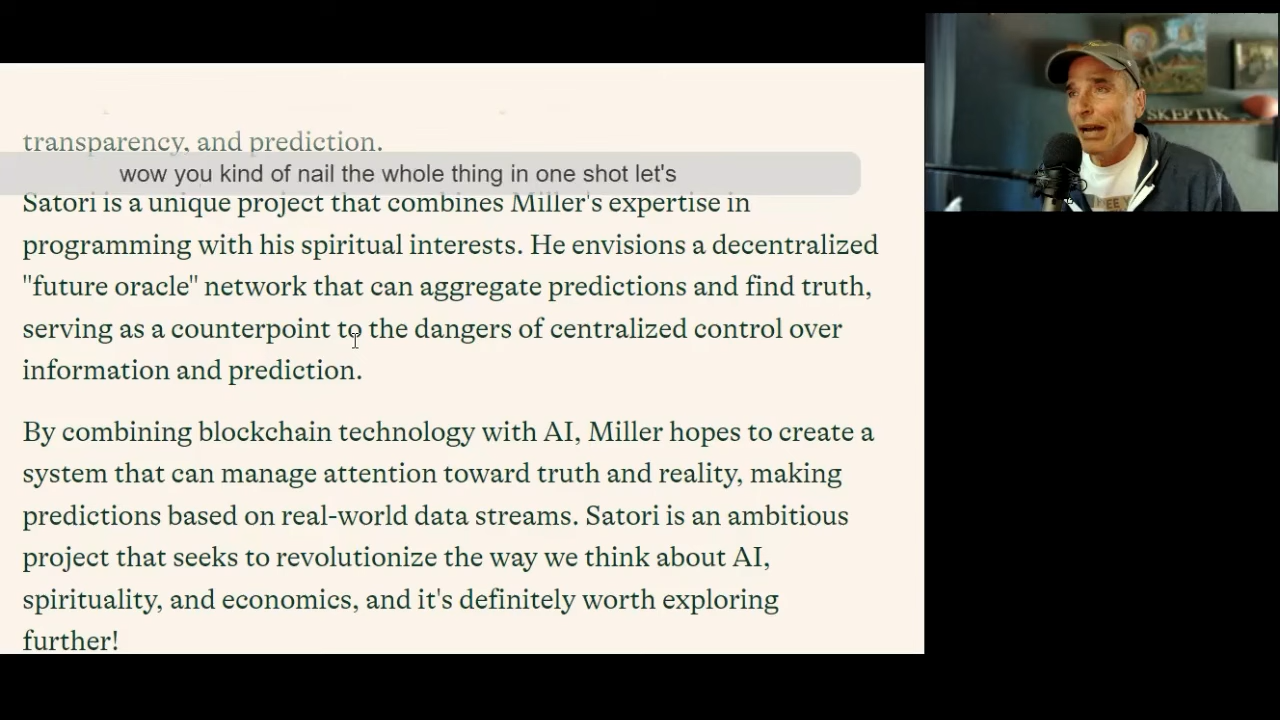 transparency, and prediction.
wow you kind of nail the whole thing in one shot let's
Satori is a unique project that combines Miller's expertise in
programming with his spiritual interests. He envisions a decentralized
"future oracle" network that can aggregate predictions and find truth,
serving as a counterpoint to the dangers of centralized control over
information and prediction.
By combining blockchain technology with AI, Miller hopes to create a
system that can manage attention toward truth and reality, making
predictions based on real-world data streams. Satori is an ambitious
project that seeks to revolutionize the way we think about AI,
spirituality, and economics, and it's definitely worth exploring
further!
SKEPTIK